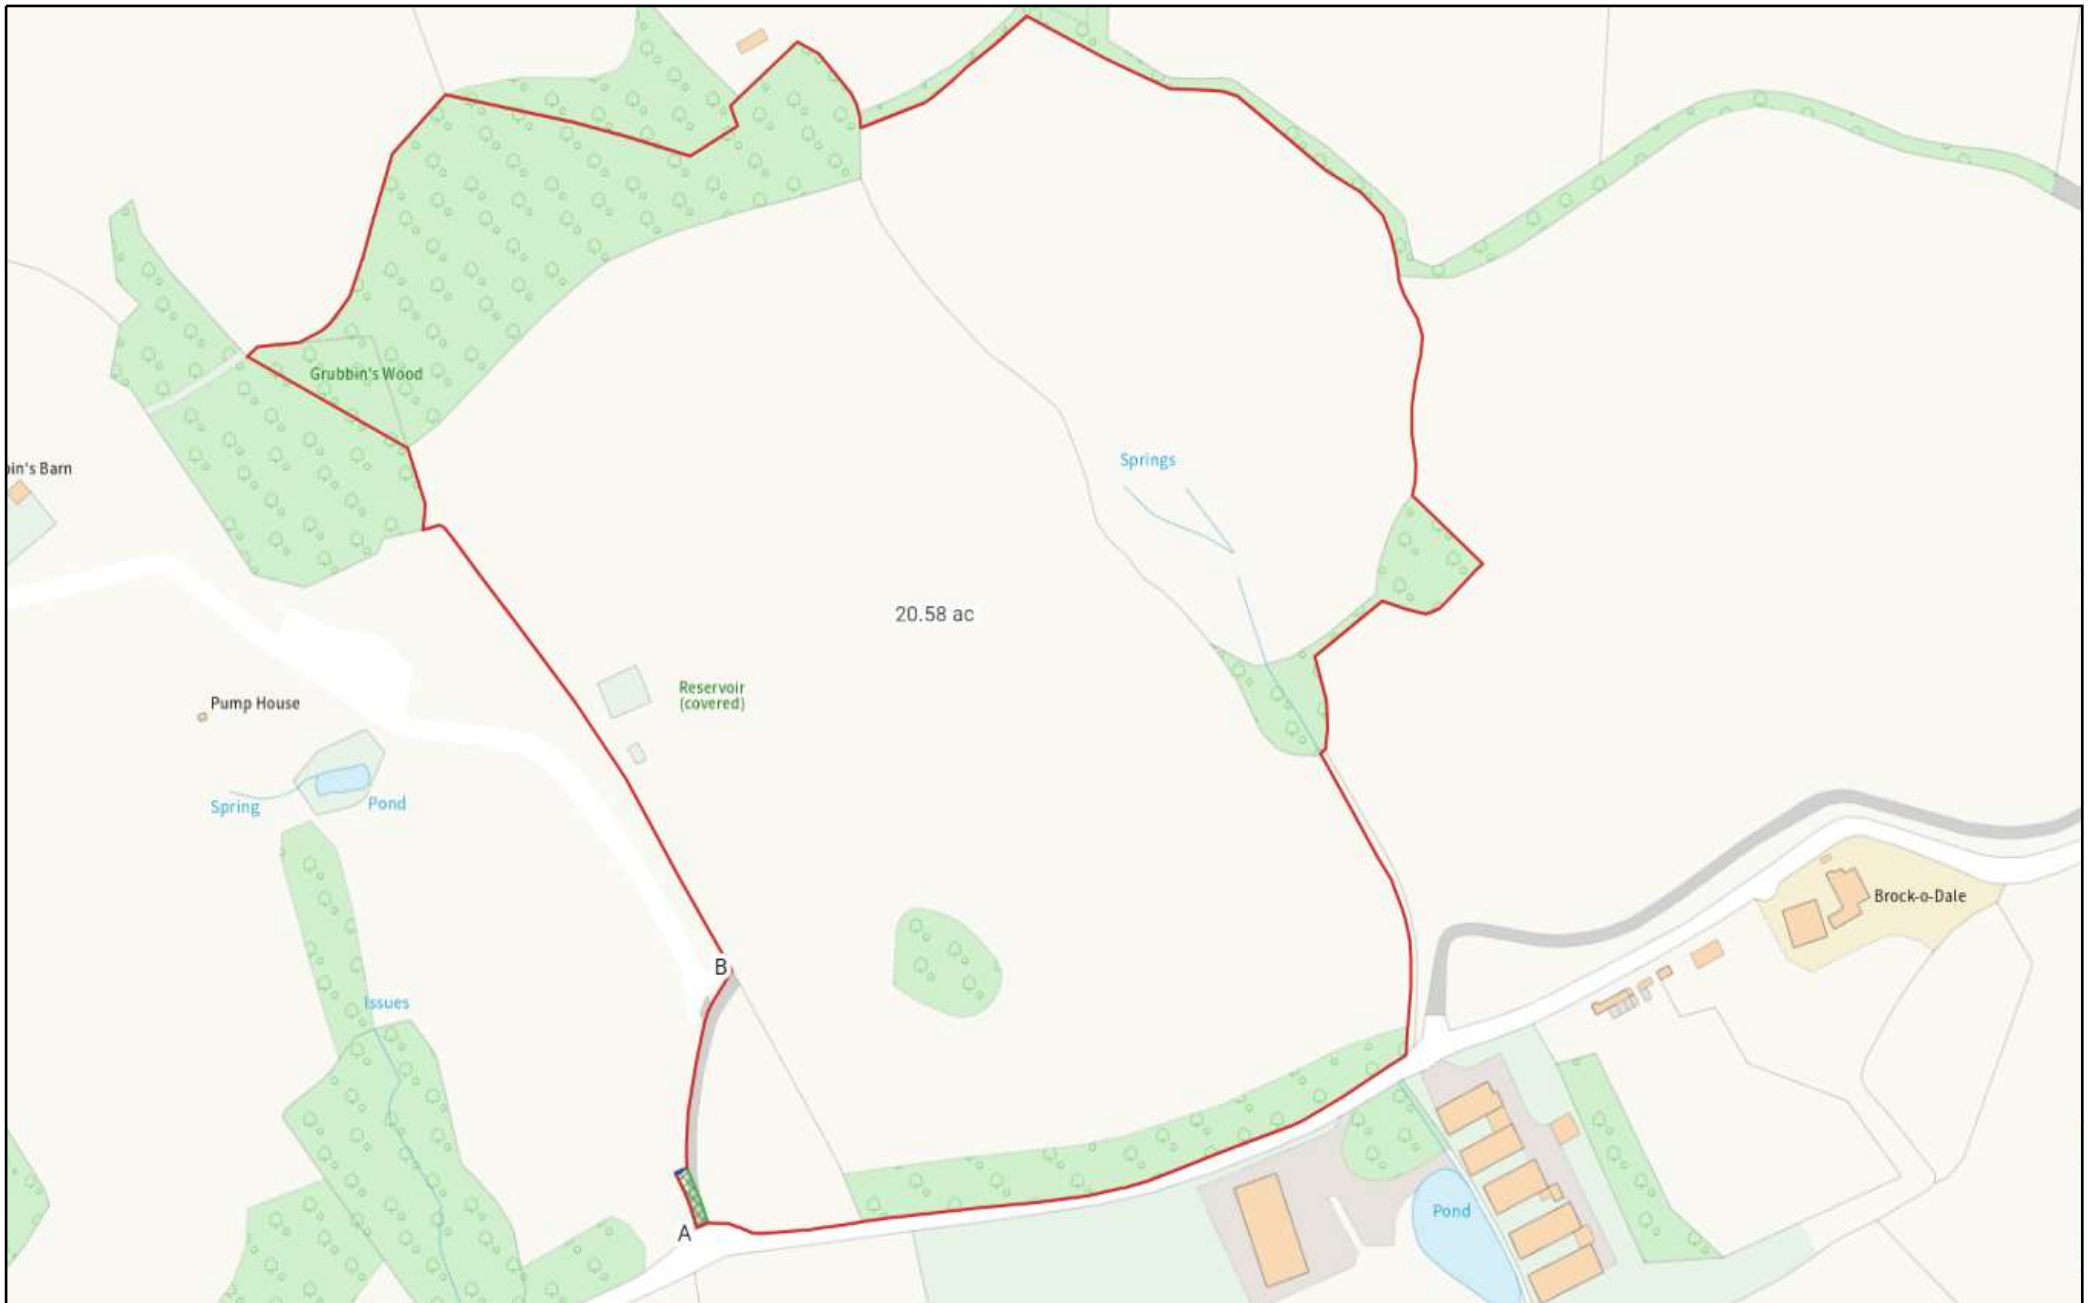 Grubbin's Wood
Springs
in's Barn
20.58 ac
Reservoir
(covered)
Pump House
Spring
Pond
Brock-o-Dale
B
Issues
Pond
A